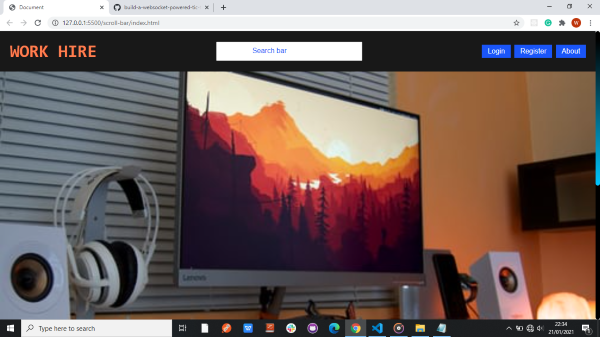 Document
build-a-websocket-powered-tic-
127.0.0.1:5500/scroll-bar/index.html
W
WORK HIRE
Search bar
Login
Register
About
Lenovo
Type here to search
22:34
21/01/2021